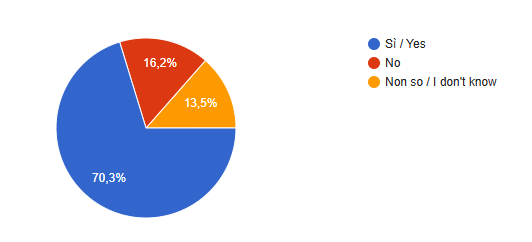 16,2%
13,5%
70,3%
Sì / Yes
No
Non so / I don't know